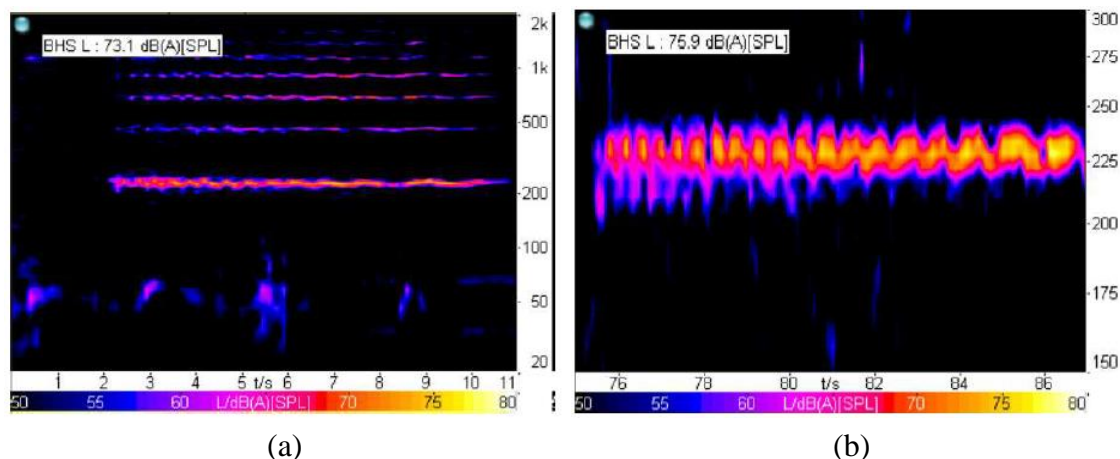 BHS L : 73.1 dB(A)[SPL]
2k
1k
500
200
100
50
20
1 2 3 4 5 t/s 6 7 8 9 10 11
50 55 60 L/dB(A)[SPL] 70 75 80
(a)
BHS L : 75.9 dB(A)[SPL]
300
275
250
225
200
175
150
76 78 80 t/s 82 84 86
50 55 60 L/dB(A)[SPL] 70 75 80
(b)